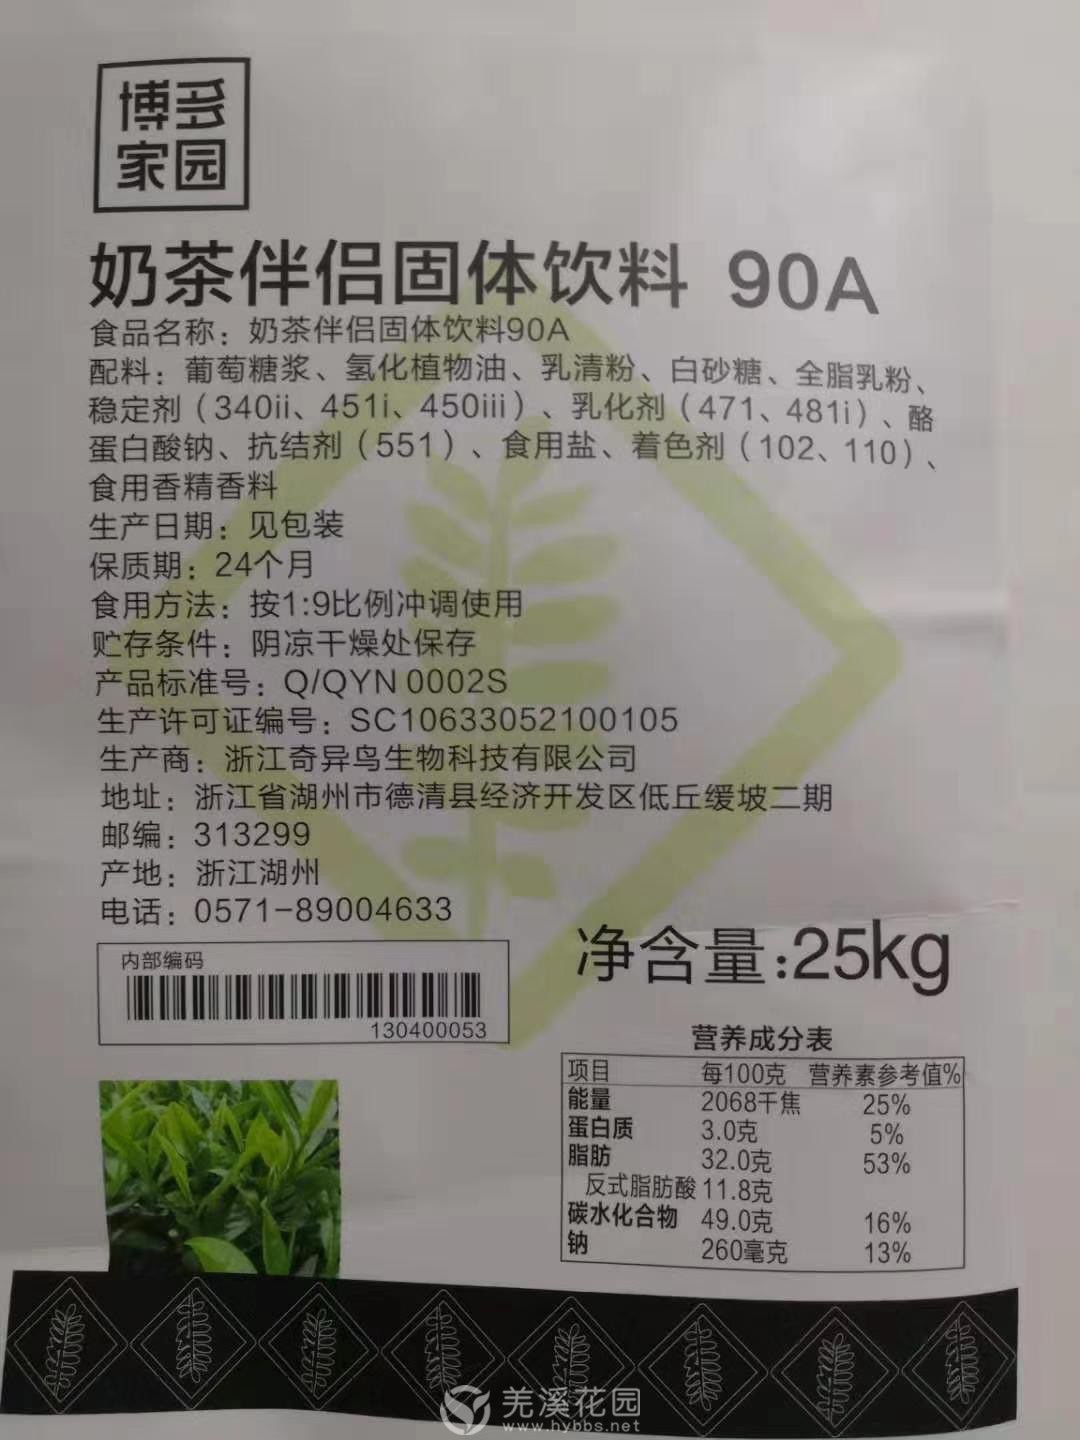 博多
家园
奶茶伴侣固体饮料 90A
食品名称：奶茶伴侣固体饮料90A
配料：葡萄糖浆、氢化植物油、乳清粉、白砂糖、全脂乳粉、
稳定剂（340ii、451i、450iii）、乳化剂（471、481i）、酪
蛋白酸钠、抗结剂（551）、食用盐、着色剂（102、110）、
食用香精香料
生产日期：见包装
保质期：24个月
食用方法：按1:9比例冲调使用
贮存条件：阴凉干燥处保存
产品标准号：Q/QYN 0002S
生产许可证编号：SC10633052100105
生产商：浙江奇异鸟生物科技有限公司
地址：浙江省湖州市德清县经济开发区低丘缓坡二期
邮编：313299
产地：浙江湖州
电话：0571-89004633
内部编码
130400053
净含量:25kg
营养成分表
项目 每100克 营养素参考值%
能量 2068千焦 25%
蛋白质 3.0克 5%
脂肪 32.0克 53%
反式脂肪酸 11.8克
碳水化合物 49.0克 16%
钠 260毫克 13%
羌溪花园
www.hybbs.net